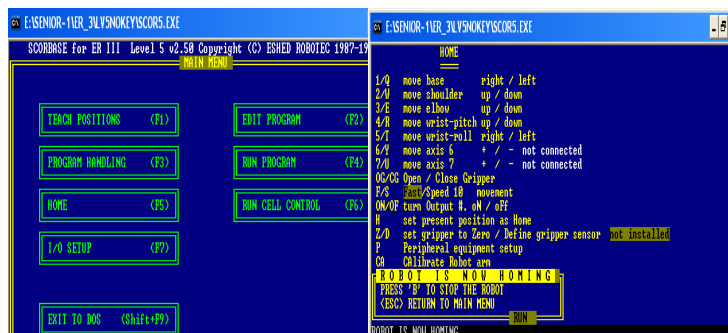 E:\SENIOR-1\ER_3\LV5NOKEY\SCOR5.EXE
SCORBASE for ER III Level 5 v2.50 Copyright (C) ESHED ROBOTEC 1987-19
MAIN MENU
TEACH POSITIONS (F1)
EDIT PROGRAM (F2)
PROGRAM HANDLING (F3)
RUN PROGRAM (F4)
HOME (F5)
RUN CELL CONTROL (F6)
I/O SETUP (F7)
EXIT TO DOS (Shift+F9)
E:\SENIOR-1\ER_3\LV5NOKEY\SCOR5.EXE
HOME
1/Q move base right / left
2/W move shoulder up / down
3/E move elbow up / down
4/R move wrist-pitch up / down
5/T move wrist-roll right / left
6/Y move axis 6 + / - not connected
7/U move axis 7 + / - not connected
OG/CG Open / Close Gripper
F/S Fast/Speed 10 movement
ON/OF turn Output #. oN / oFF
H set present position as Home
Z/D set gripper to Zero / Define gripper sensor not installed
P Peripheral equipment setup
CA CAlibrate Robot arm
ROBOT IS NOW HOMING
PRESS 'B' TO STOP THE ROBOT
<ESC> RETURN TO MAIN MENU
RUN
ROBOT IS NOW HOMING